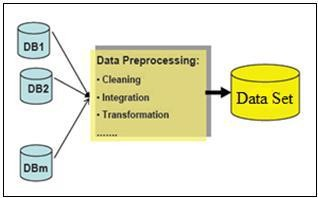 DB1
DB2
DBm
Data Preprocessing:
• Cleaning
• Integration
• Transformation
.......
Data Set